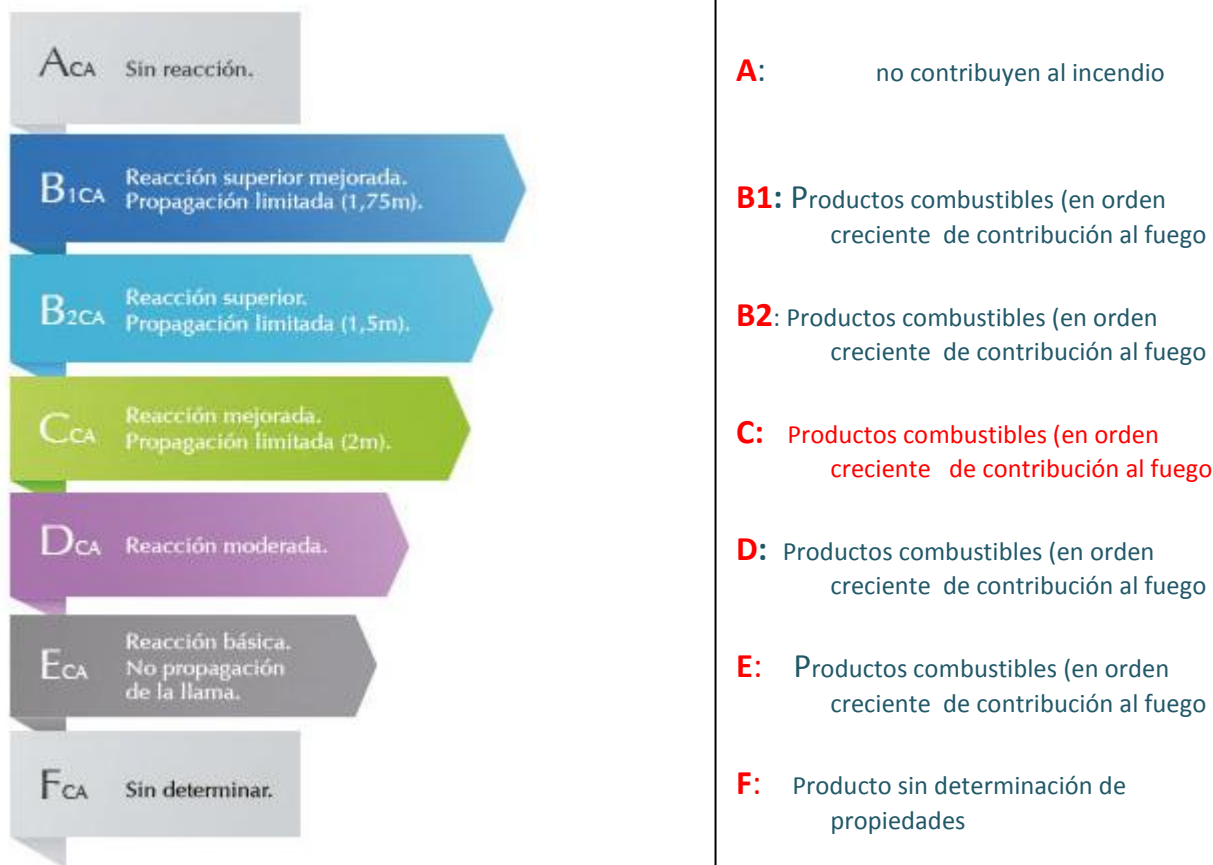 ACA Sin reacción.
B1CA Reacción superior mejorada.
Propagación limitada (1,75m).
B2CA Reacción superior.
Propagación limitada (1,5m).
CCA Reacción mejorada.
Propagación limitada (2m).
DCA Reacción moderada.
ECA Reacción básica.
No propagación
de la llama.
FCA Sin determinar.
A: no contribuyen al incendio
B1: Productos combustibles (en orden
creciente de contribución al fuego
B2: Productos combustibles (en orden
creciente de contribución al fuego
C: Productos combustibles (en orden
creciente de contribución al fuego
D: Productos combustibles (en orden
creciente de contribución al fuego
E: Productos combustibles (en orden
creciente de contribución al fuego
F: Producto sin determinación de
propiedades